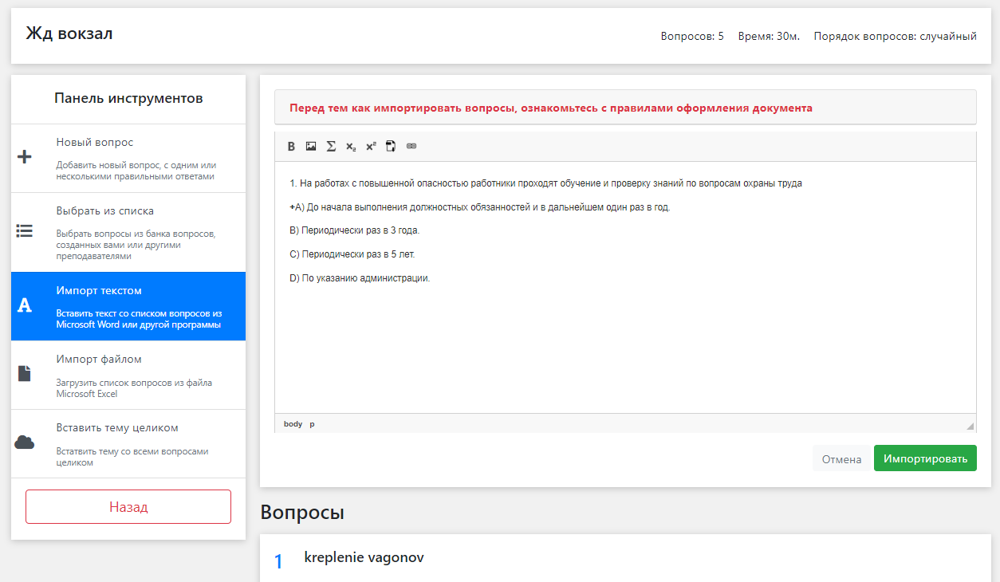 Жд вокзал
Вопросов: 5 Время: 30м. Порядок вопросов: случайный
Панель инструментов
Новый вопрос
Добавить новый вопрос, с одним или
несколькими правильными ответами
Выбрать из списка
Выбрать вопросы из банка вопросов,
созданных вами или другими
преподавателями
Импорт текстом
Вставить текст со списком вопросов из
Microsoft Word или другой программы
Импорт файлом
Загрузить список вопросов из файла
Microsoft Excel
Вставить тему целиком
Встатвить тему со всеми вопросами
целиком
Назад
Перед тем как импортировать вопросы, ознакомьтесь с правилами оформления документа
B Σ x₂ x²
1. На работах с повышенной опасностью работники проходят обучение и проверку знаний по вопросам охраны труда
+A) До начала выполнения должностных обязанностей и в дальнейшем один раз в год.
B) Периодически раз в 3 года.
C) Периодически раз в 5 лет.
D) По указанию администрации.
body p
Отмена Импортировать
Вопросы
1 kreplenie vagonov